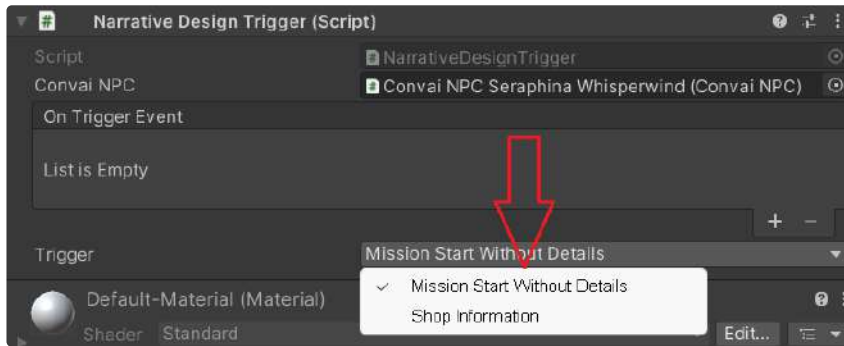 Narrative Design Trigger (Script)
Script NarrativeDesignTrigger
Convai NPC Convai NPC Seraphina Whisperwind (Convai NPC)
On Trigger Event
List is Empty
Trigger Mission Start Without Details
Mission Start Without Details
Default-Material (Material)
Shop Information
Shader Standard Edit...